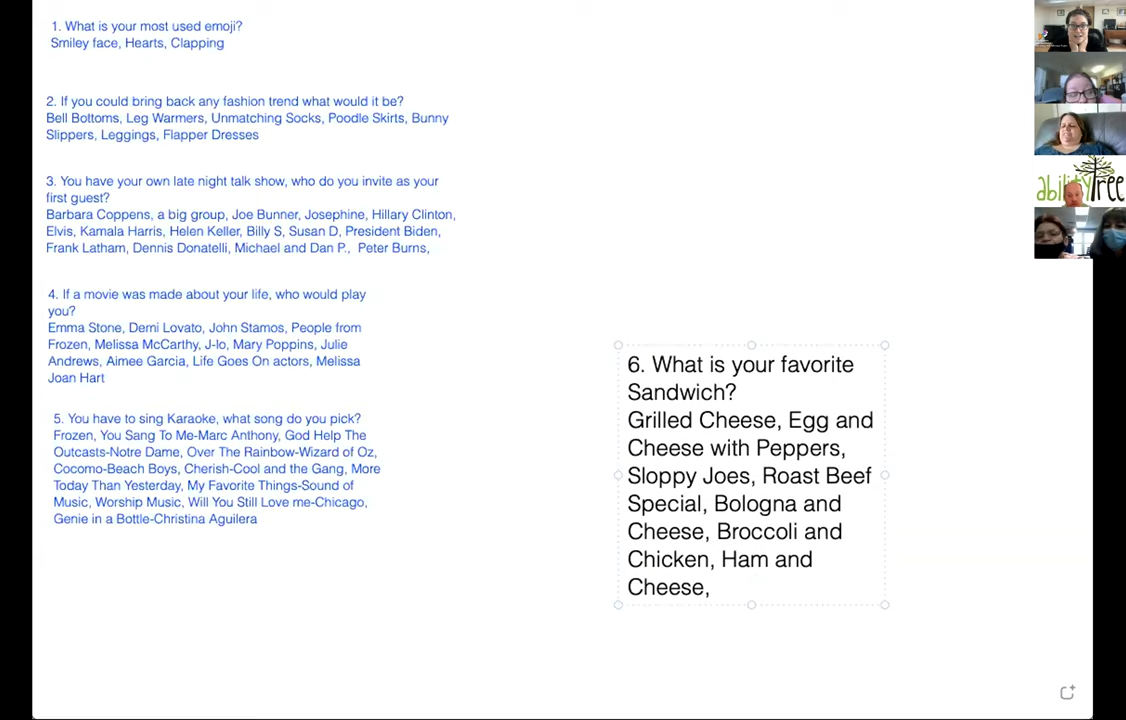 1. What is your most used emoji?
Smiley face, Hearts, Clapping
2. If you could bring back any fashion trend what would it be?
Bell Bottoms, Leg Warmers, Unmatching Socks, Poodle Skirts, Bunny
Slippers, Leggings, Flapper Dresses
3. You have your own late night talk show, who do you invite as your
first guest?
Barbara Coppens, a big group, Joe Bunner, Josephine, Hillary Clinton,
Elvis, Kamala Harris, Helen Keller, Billy S, Susan D, President Biden,
Frank Latham, Dennis Donatelli, Michael and Dan P., Peter Burns,
4. If a movie was made about your life, who would play
you?
Emma Stone, Demi Lovato, John Stamos, People from
Frozen, Melissa McCarthy, J-lo, Mary Poppins, Julie
Andrews, Aimee Garcia, Life Goes On actors, Melissa
Joan Hart
5. You have to sing Karaoke, what song do you pick?
Frozen, You Sang To Me-Marc Anthony, God Help The
Outcasts-Notre Dame, Over The Rainbow-Wizard of Oz,
Cocomo-Beach Boys, Cherish-Cool and the Gang, More
Today Than Yesterday, My Favorite Things-Sound of
Music, Worship Music, Will You Still Love me-Chicago,
Genie in a Bottle-Christina Aguilera
6. What is your favorite
Sandwich?
Grilled Cheese, Egg and
Cheese with Peppers,
Sloppy Joes, Roast Beef
Special, Bologna and
Cheese, Broccoli and
Chicken, Ham and
Cheese,
abilityTree